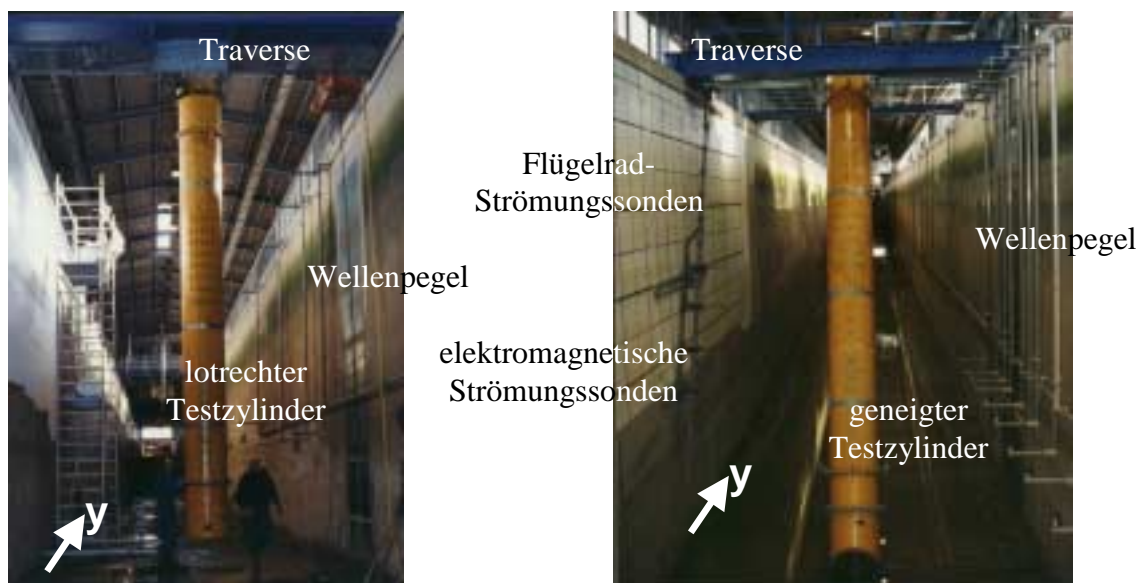 Traverse
Wellenpegel
lotrechter
Testzylinder
y
Traverse
Flügelrad-
Strömungssonden
Wellenpegel
elektromagnetische
Strömungssonden
geneigter
Testzylinder
y